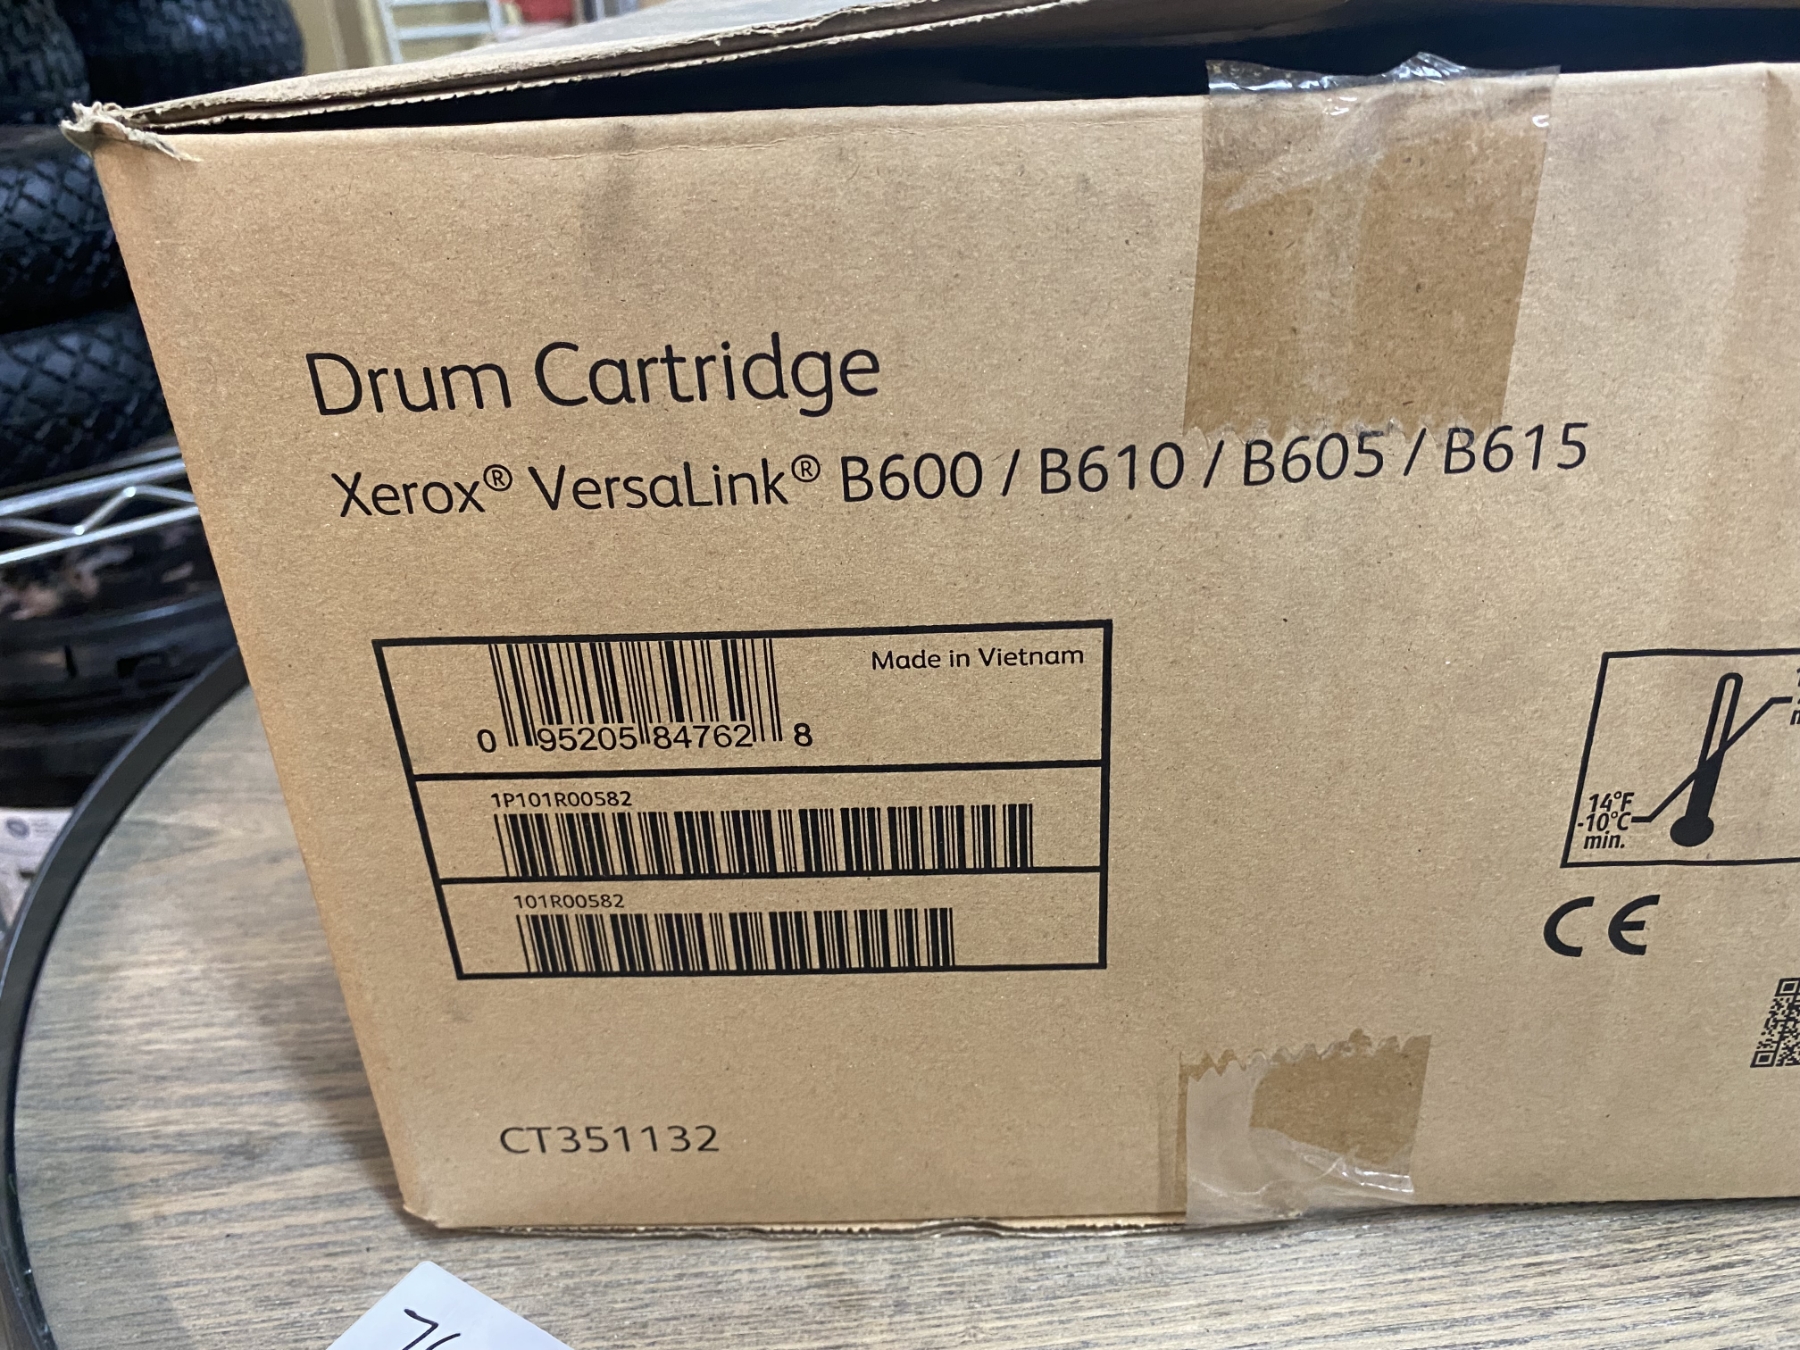 Drum Cartridge
Xerox® VersaLink® B600 / B610 / B605 / B615
Made in Vietnam
0 95205 84762 8
1P101R00582
101R00582
14°F
-10°C
min.
CE
CT351132